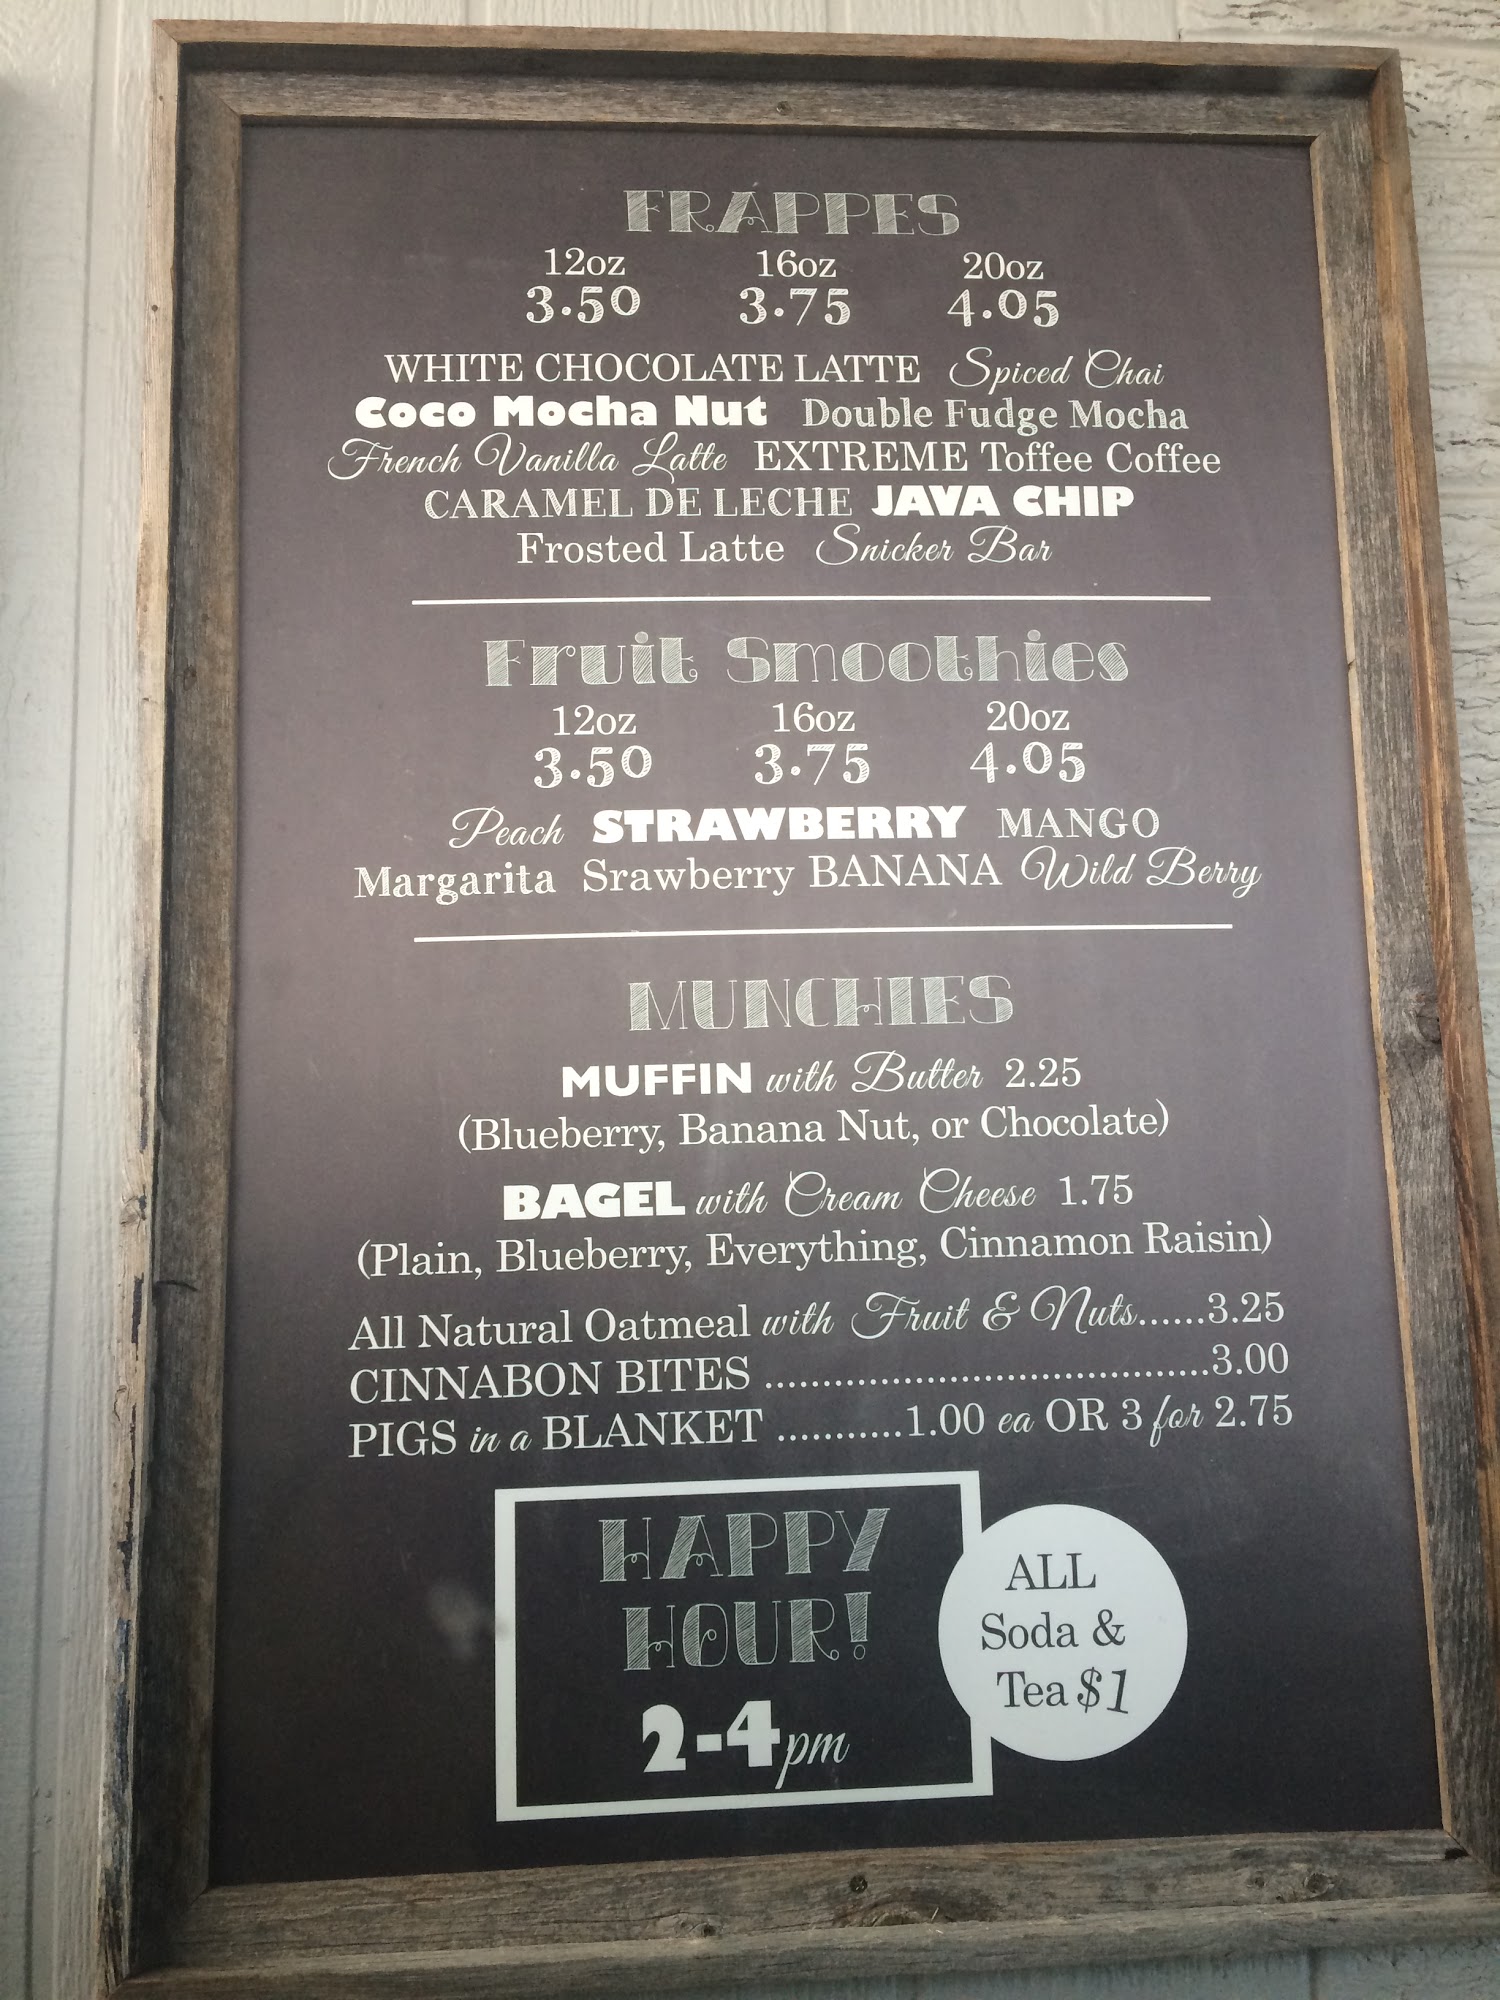 FRAPPES
12oz 16oz 20oz
3.50 3.75 4.05
WHITE CHOCOLATE LATTE Spiced Chai
Coco Mocha Nut Double Fudge Mocha
French Vanilla Latte EXTREME Toffee Coffee
CARAMEL DE LECHE JAVA CHIP
Frosted Latte Snicker Bar
Fruit Smoothies
12oz 16oz 20oz
3.50 3.75 4.05
Peach STRAWBERRY MANGO
Margarita Srawberry BANANA Wild Berry
MUNCHIES
MUFFIN with Butter 2.25
(Blueberry, Banana Nut, or Chocolate)
BAGEL with Cream Cheese 1.75
(Plain, Blueberry, Everything, Cinnamon Raisin)
All Natural Oatmeal with Fruit & Nuts......3.25
CINNABON BITES ......................................3.00
PIGS in a BLANKET ...........1.00 ea OR 3 for 2.75
HAPPY
HOUR!
2-4pm
ALL
Soda &
Tea $1